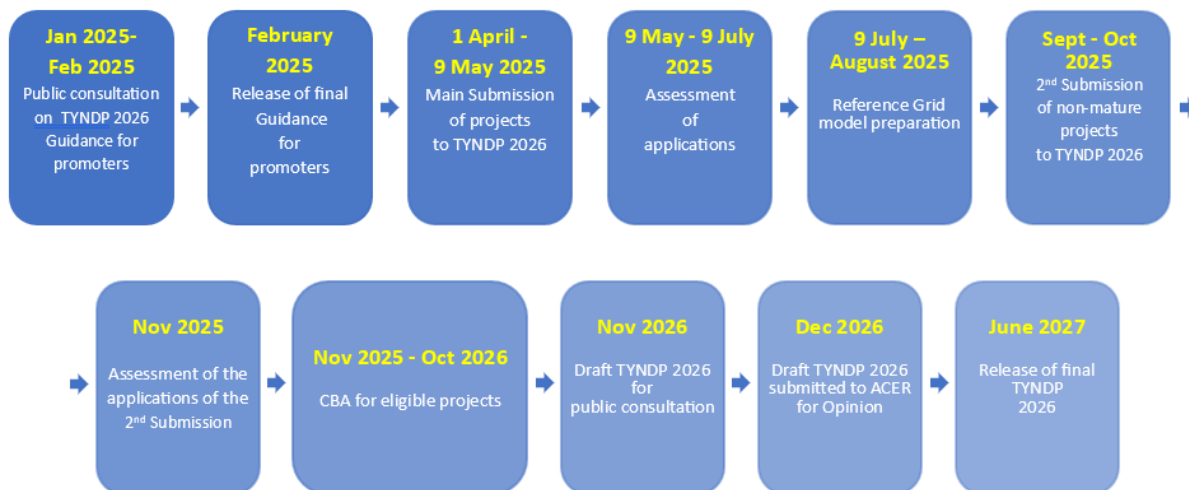 Jan 2025-
Feb 2025
Public consultation
on TYNDP 2026
Guidance for
promoters
February
2025
Release of final
Guidance
for
promoters
1 April -
9 May 2025
Main Submission
of projects
to TYNDP 2026
9 May - 9 July
2025
Assessment
of
applications
9 July –
August 2025
Reference Grid
model preparation
Sept - Oct
2025
2nd Submission
of non-mature
projects
to TYNDP 2026
Nov 2025
Assessment of the
applications of the
2nd Submission
Nov 2025 - Oct 2026
CBA for eligible projects
Nov 2026
Draft TYNDP 2026
for
public consultation
Dec 2026
Draft TYNDP 2026
submitted to ACER
for Opinion
June 2027
Release of final
TYNDP
2026